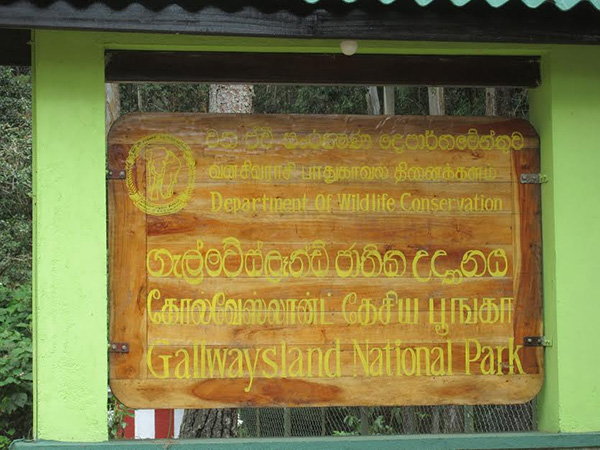 වන ජීවී සංරක්ෂණ දෙපාර්තමේන්තුව
வனசீவராசி பாதுகாவல திணைக்களம்
Department Of Wildlife Conservation
ගැල්වේස්ලෑන්ඩ් ජාතික උද්‍යානය
கோல்வேஸ்லாண்ட் தேசிய பூங்கா
Gallwaysland National Park